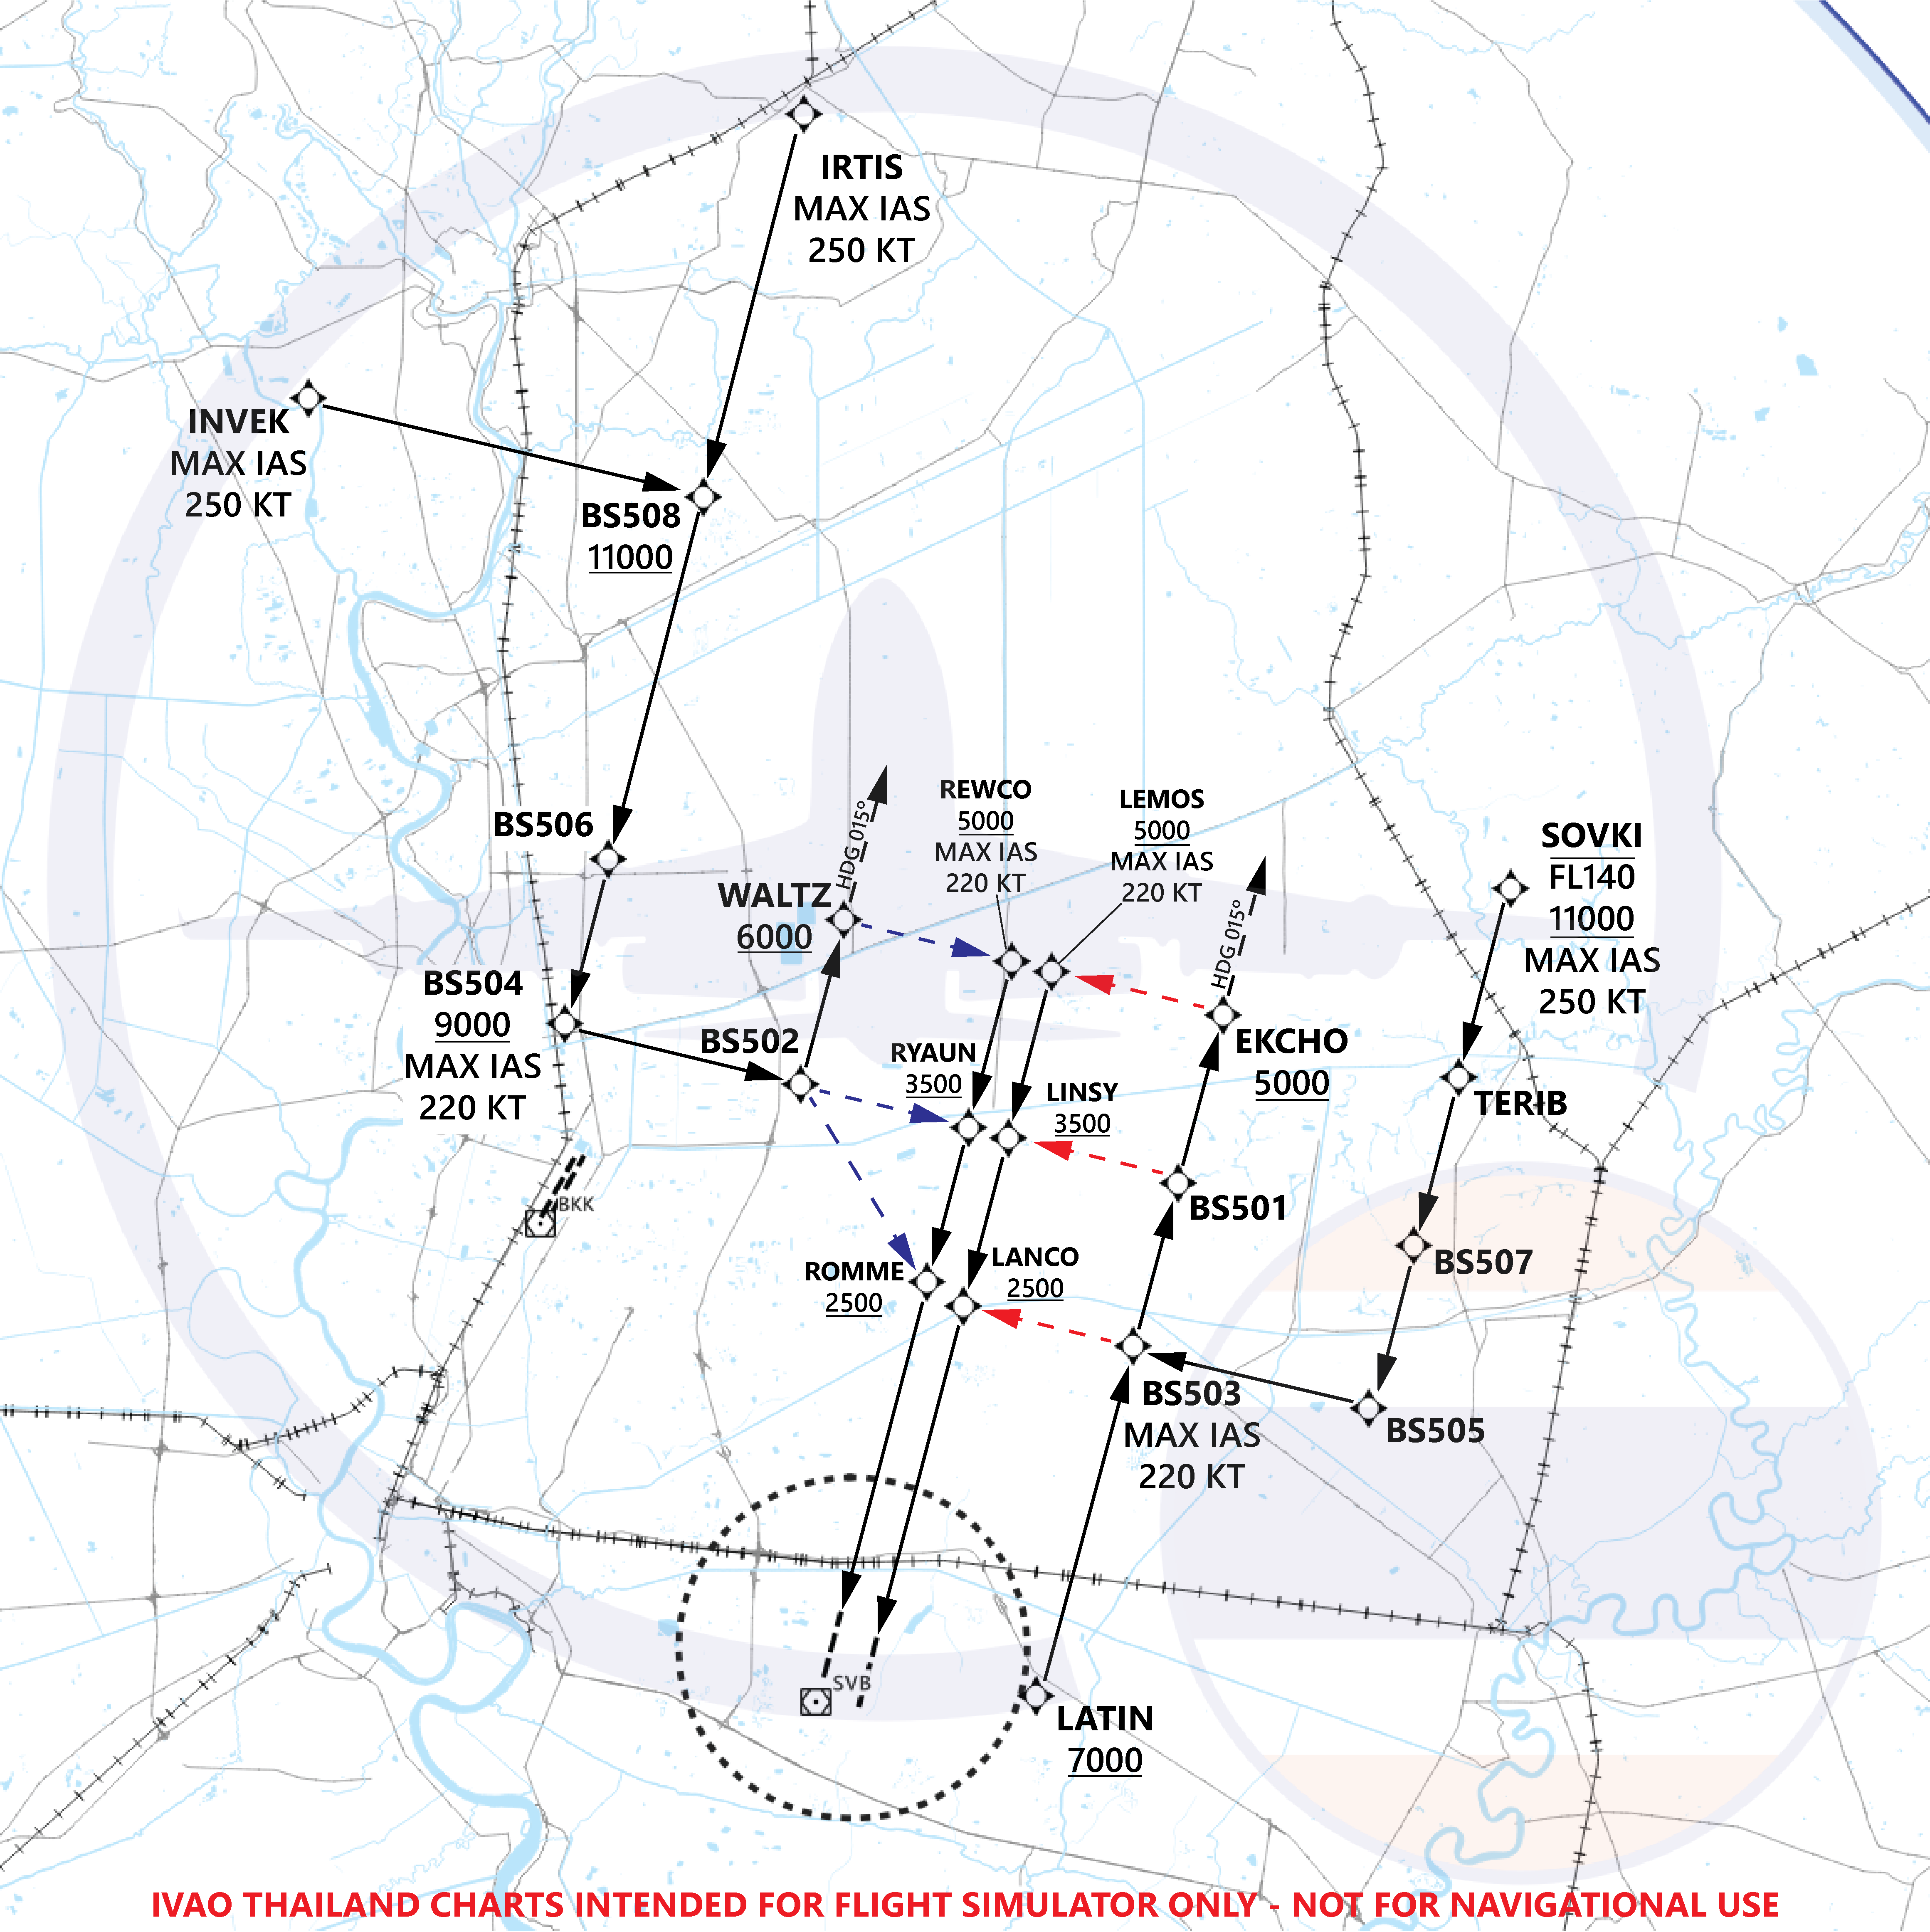 IRTIS
MAX IAS
250 KT
INVEK
MAX IAS
250 KT
BS508
11000
BS506
REWCO
5000
MAX IAS
220 KT
LEMOS
5000
MAX IAS
220 KT
SOVKI
FL140
11000
MAX IAS
250 KT
HDG 015°
WALTZ
6000
HDG 015°
BS504
9000
MAX IAS
220 KT
BS502
RYAUN
3500
LINSY
3500
EKCHO
5000
TERIB
BKK
BS501
BS507
ROMME
2500
LANCO
2500
BS503
MAX IAS
220 KT
BS505
SVB
LATIN
7000
IVAO THAILAND CHARTS INTENDED FOR FLIGHT SIMULATOR ONLY - NOT FOR NAVIGATIONAL USE